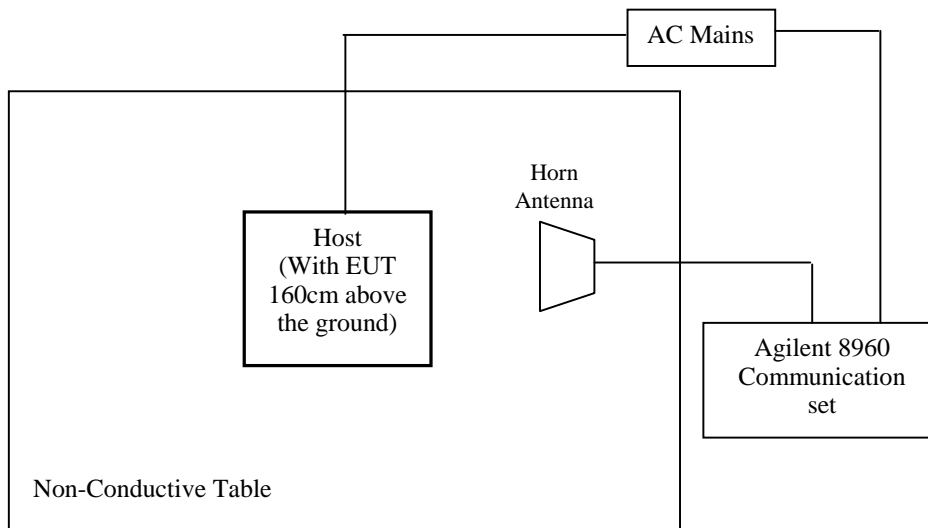 AC Mains
Horn
Antenna
Host
(With EUT
160cm above
the ground)
Agilent 8960
Communication
set
Non-Conductive Table